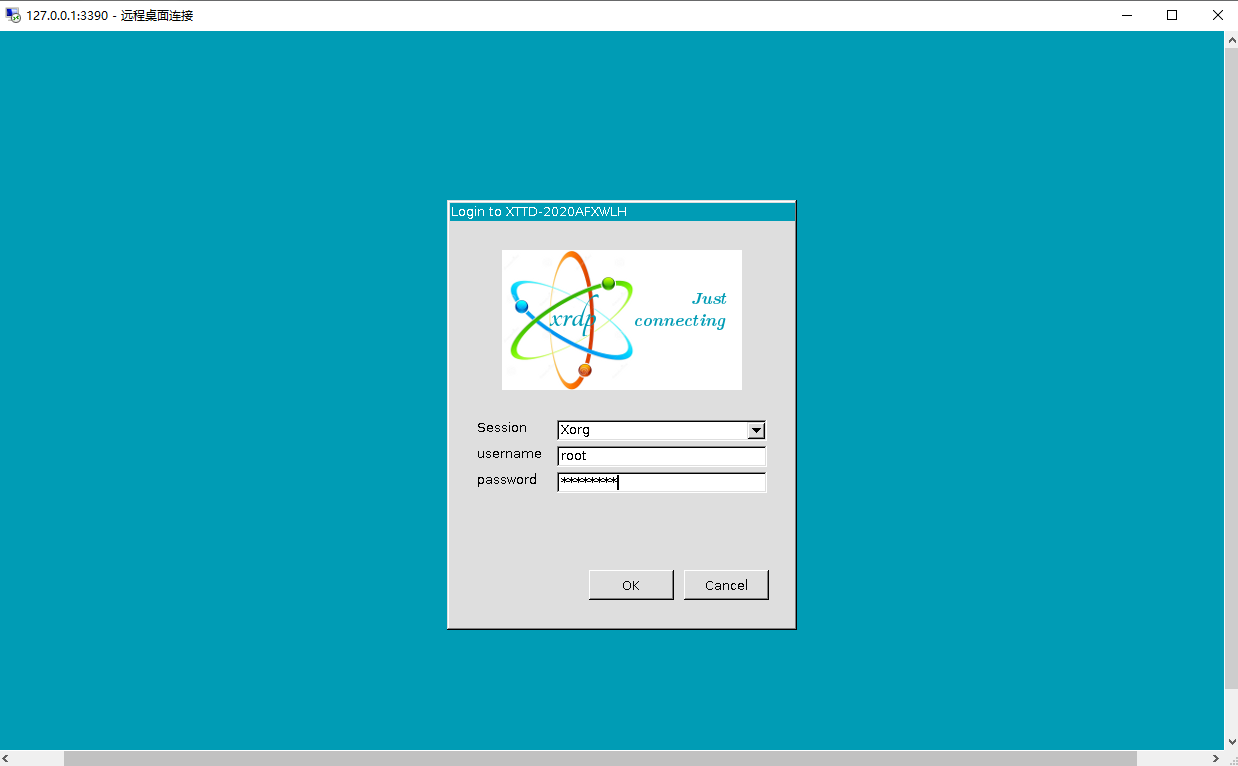 127.0.0.1:3390 - 远程桌面连接
Login to XTTD-2020AFXWLH
xrdp
Just
connecting
Session Xorg
username root
password ********
OK Cancel